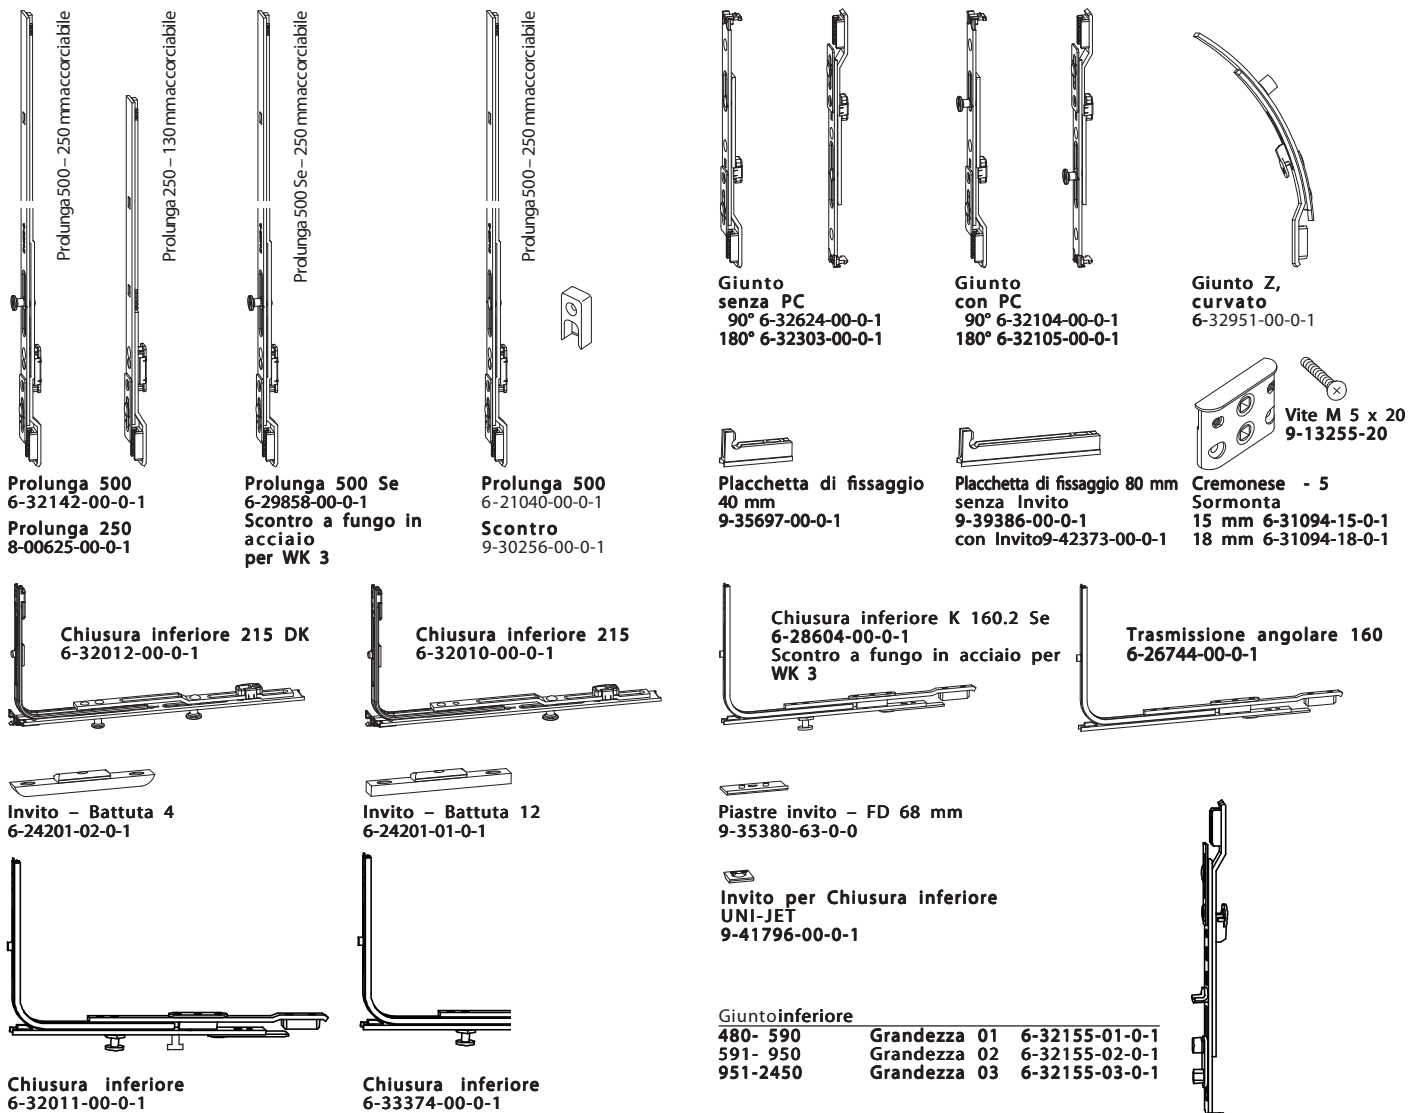 Prolunga 500 – 250 mm accorciabile
Prolunga 250 – 130 mm accorciabile
Prolunga 500 Se – 250 mm accorciabile
Prolunga 500 – 250 mm accorciabile
Prolunga 500
6-32142-00-0-1
Prolunga 250
8-00625-00-0-1
Prolunga 500 Se
6-29858-00-0-1
Scontro a fungo in
acciaio
per WK 3
Prolunga 500
6-21040-00-0-1
Scontro
9-30256-00-0-1
Giunto
senza PC
90° 6-32624-00-0-1
180° 6-32303-00-0-1
Giunto
con PC
90° 6-32104-00-0-1
180° 6-32105-00-0-1
Giunto Z,
curvato
6-32951-00-0-1
Vite M 5 x 20
9-13255-20
Placchetta di fissaggio
40 mm
9-35697-00-0-1
Placchetta di fissaggio 80 mm
senza Invito
9-39386-00-0-1
con Invito9-42373-00-0-1
Cremonese - 5
Sormonta
15 mm 6-31094-15-0-1
18 mm 6-31094-18-0-1
Chiusura inferiore 215 DK
6-32012-00-0-1
Chiusura inferiore 215
6-32010-00-0-1
Chiusura inferiore K 160.2 Se
6-28604-00-0-1
Scontro a fungo in acciaio per
WK 3
Trasmissione angolare 160
6-26744-00-0-1
Invito – Battuta 4
6-24201-02-0-1
Invito – Battuta 12
6-24201-01-0-1
Piastre invito – FD 68 mm
9-35380-63-0-0
Invito per Chiusura inferiore
UNI-JET
9-41796-00-0-1
Giunto inferiore
480- 590 Grandezza 01 6-32155-01-0-1
591- 950 Grandezza 02 6-32155-02-0-1
951-2450 Grandezza 03 6-32155-03-0-1
Chiusura inferiore
6-32011-00-0-1
Chiusura inferiore
6-33374-00-0-1